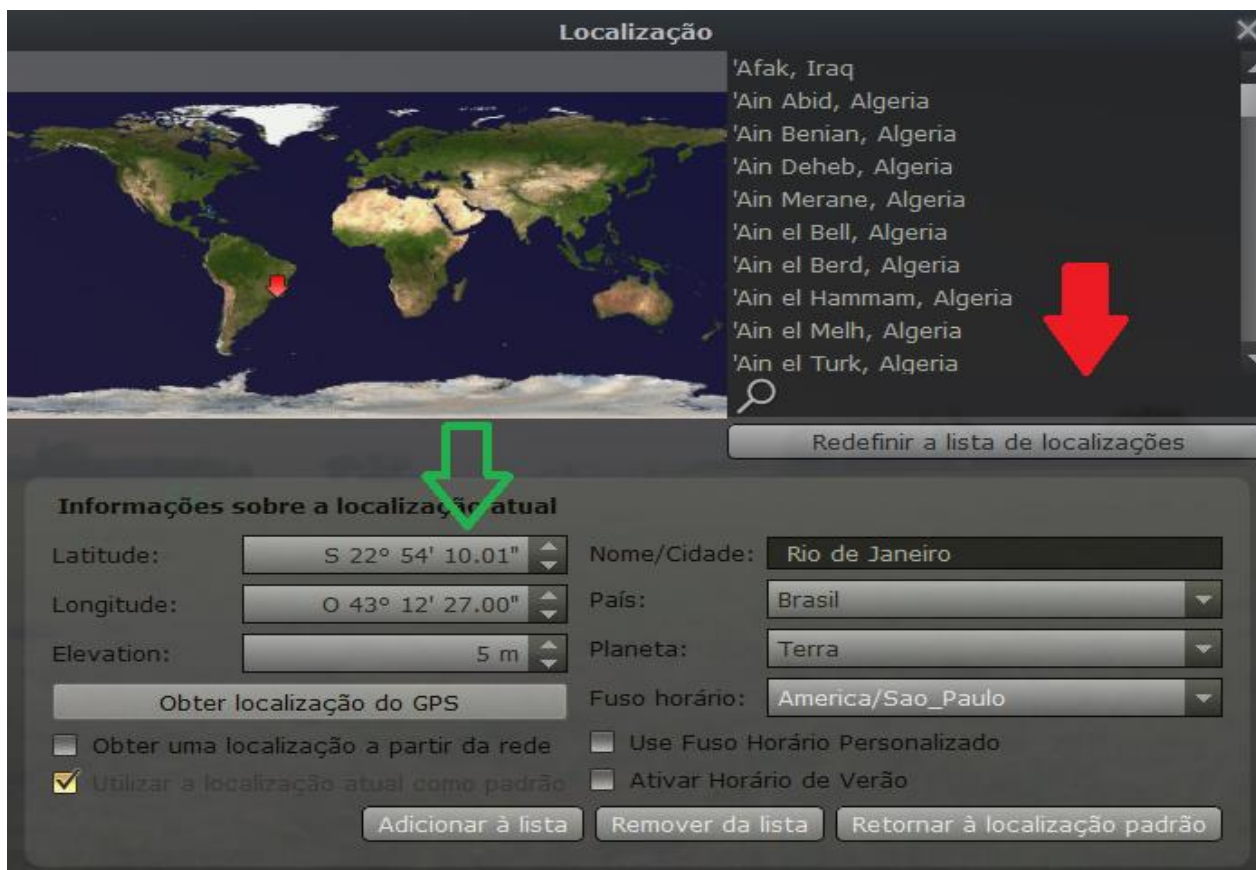 Localização
'Afak, Iraq
'Ain Abid, Algeria
'Ain Benian, Algeria
'Ain Deheb, Algeria
'Ain Merane, Algeria
'Ain el Bell, Algeria
'Ain el Berd, Algeria
'Ain el Hammam, Algeria
'Ain el Melh, Algeria
'Ain el Turk, Algeria
Redefinir a lista de localizações
Informações sobre a localização atual
Latitude: S 22° 54' 10.01"
Longitude: O 43° 12' 27.00"
Elevation: 5 m
Obter localização do GPS
Obter uma localização a partir da rede
Utilizar a localização atual como padrão
Nome/Cidade: Rio de Janeiro
País: Brasil
Planeta: Terra
Fuso horário: America/Sao_Paulo
Use Fuso Horário Personalizado
Ativar Horário de Verão
Adicionar à lista
Remover da lista
Retornar à localização padrão